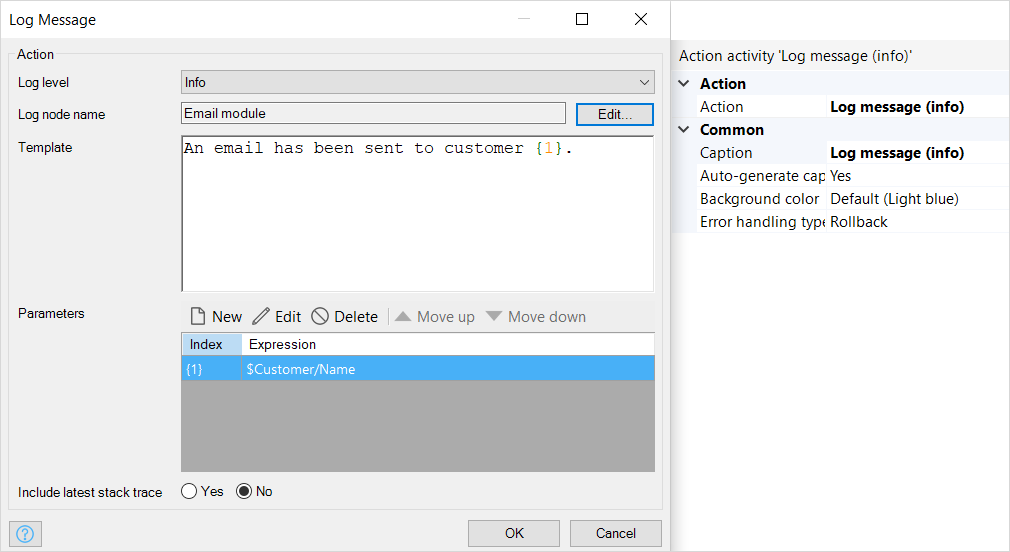 Log Message
Action
Log level
Info
Log node name
Email module
Edit...
Template
An email has been sent to customer {1}.
Parameters
New
Edit
Delete
Move up
Move down
Index
Expression
{1}
$Customer/Name
Include latest stack trace
Yes
No
?
OK
Cancel
Action activity 'Log message (info)'
Action
Action
Log message (info)
Common
Caption
Log message (info)
Auto-generate cap
Yes
Background color
Default (Light blue)
Error handling type
Rollback